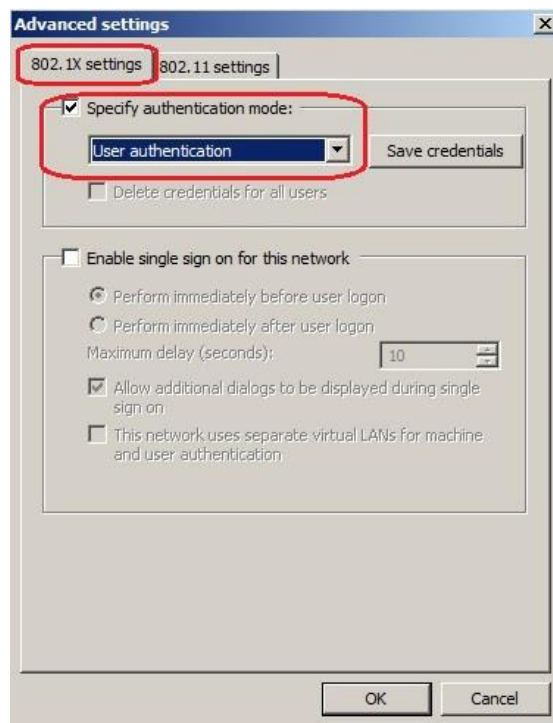 Advanced settings
802.1X settings
802.11 settings
Specify authentication mode:
User authentication
Save credentials
Delete credentials for all users
Enable single sign on for this network
Perform immediately before user logon
Perform immediately after user logon
Maximum delay (seconds):
10
Allow additional dialogs to be displayed during single
sign on
This network uses separate virtual LANs for machine
and user authentication
OK
Cancel